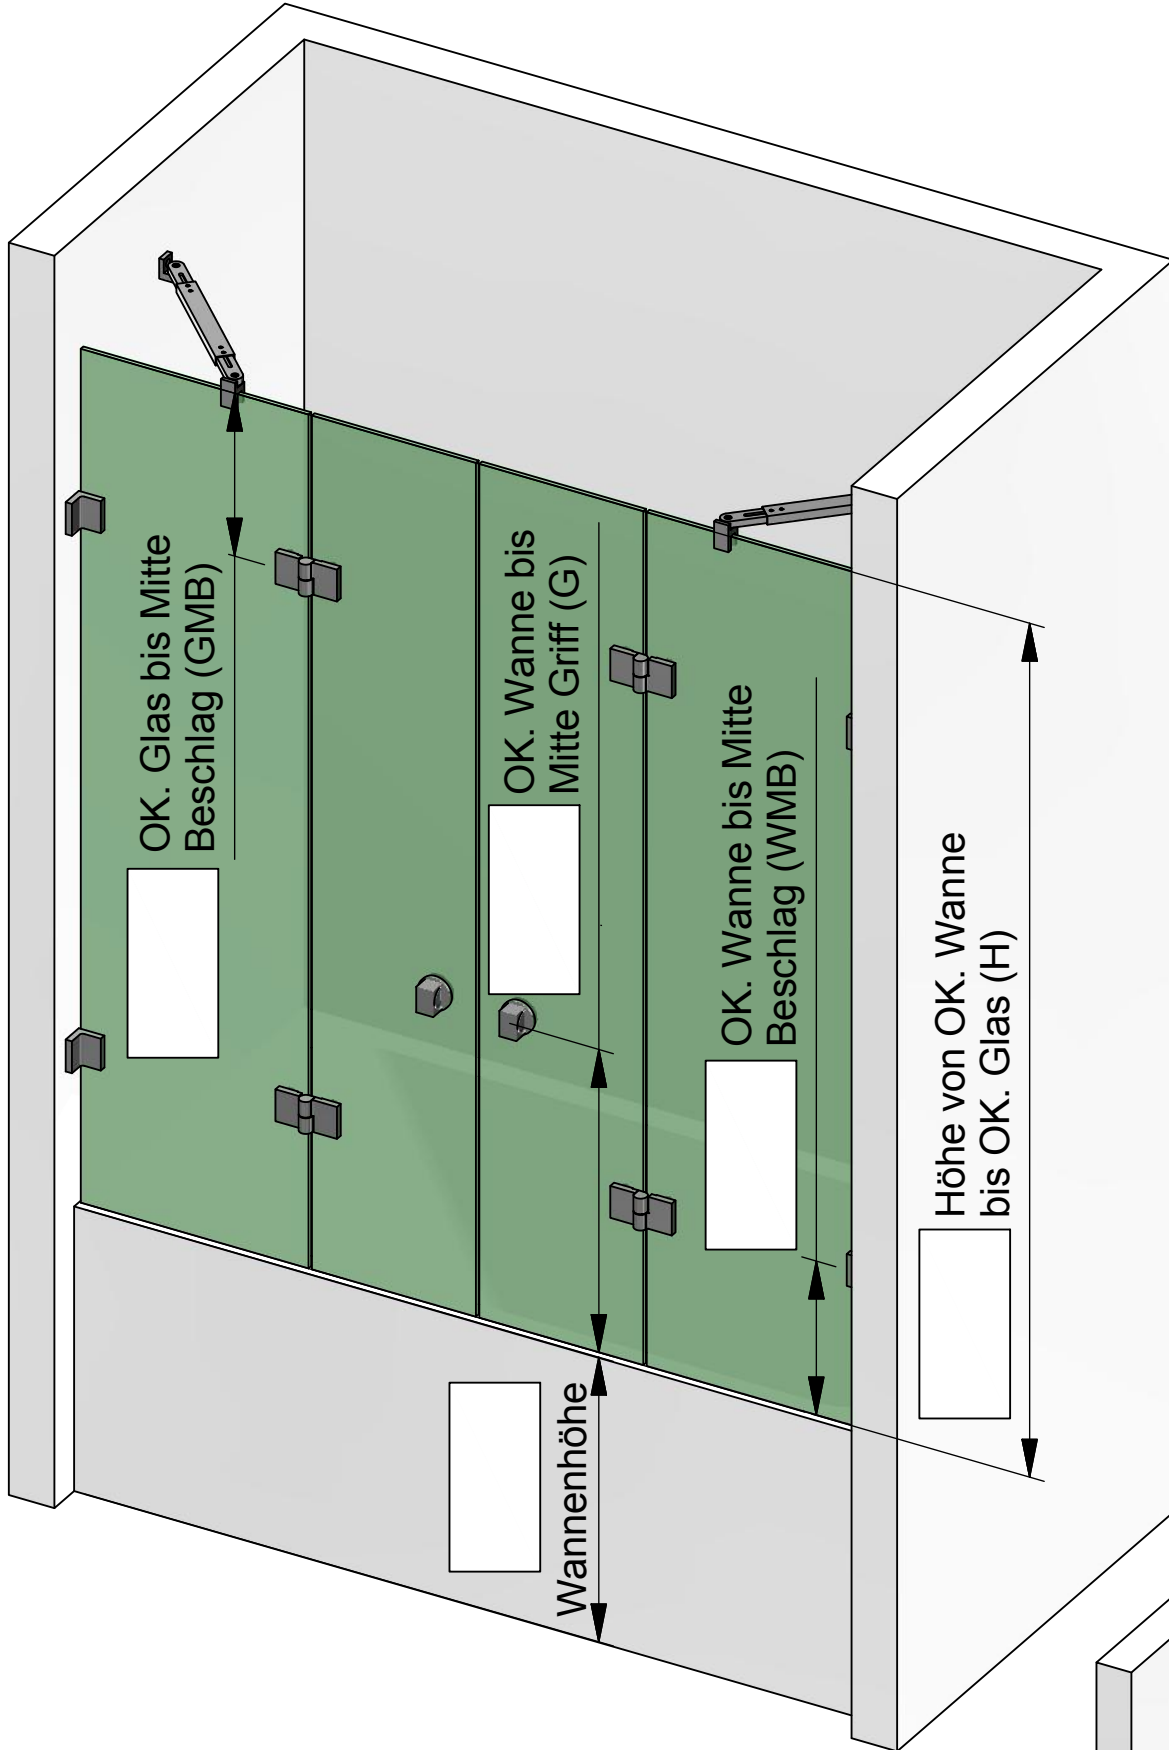 OK. Glas bis Mitte
Beschlag (GMB)
OK. Wanne bis
Mitte Griff (G)
OK. Wanne bis Mitte
Beschlag (WMB)
Höhe von OK. Wanne
bis OK. Glas (H)
Wannenhöhe